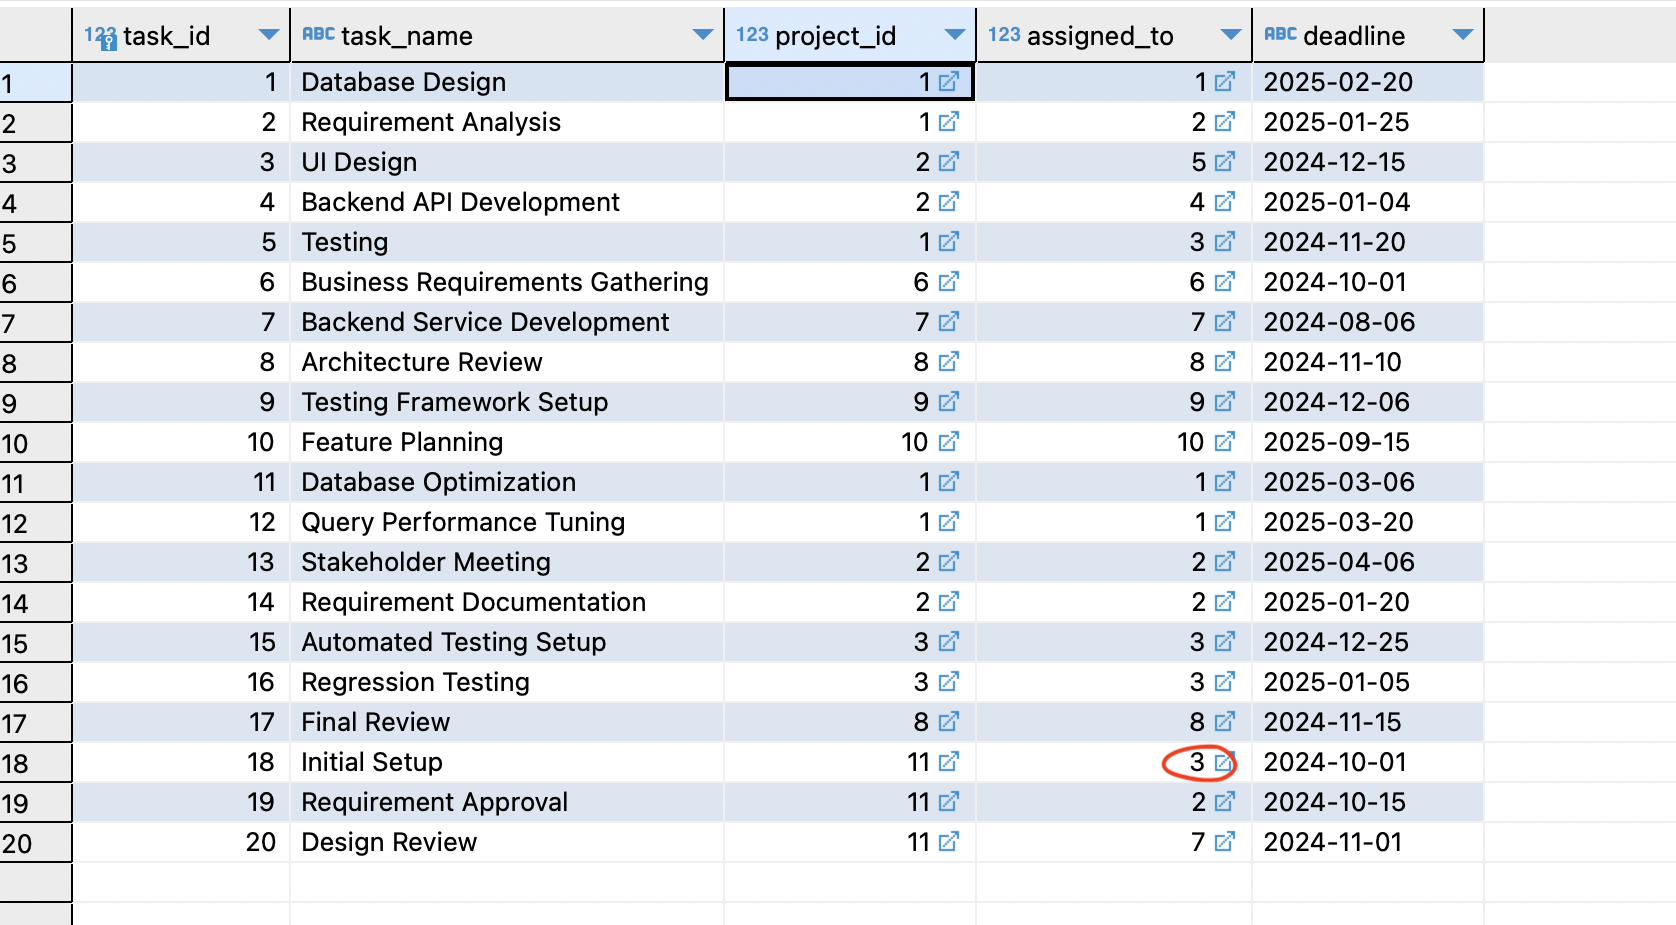 123 task_id ABC task_name 123 project_id 123 assigned_to ABC deadline
1 1 Database Design 1 1 2025-02-20
2 2 Requirement Analysis 1 2 2025-01-25
3 3 UI Design 2 5 2024-12-15
4 4 Backend API Development 2 4 2025-01-04
5 5 Testing 1 3 2024-11-20
6 6 Business Requirements Gathering 6 6 2024-10-01
7 7 Backend Service Development 7 7 2024-08-06
8 8 Architecture Review 8 8 2024-11-10
9 9 Testing Framework Setup 9 9 2024-12-06
10 10 Feature Planning 10 10 2025-09-15
11 11 Database Optimization 1 1 2025-03-06
12 12 Query Performance Tuning 1 1 2025-03-20
13 13 Stakeholder Meeting 2 2 2025-04-06
14 14 Requirement Documentation 2 2 2025-01-20
15 15 Automated Testing Setup 3 3 2024-12-25
16 16 Regression Testing 3 3 2025-01-05
17 17 Final Review 8 8 2024-11-15
18 18 Initial Setup 11 3 2024-10-01
19 19 Requirement Approval 11 2 2024-10-15
20 20 Design Review 11 7 2024-11-01